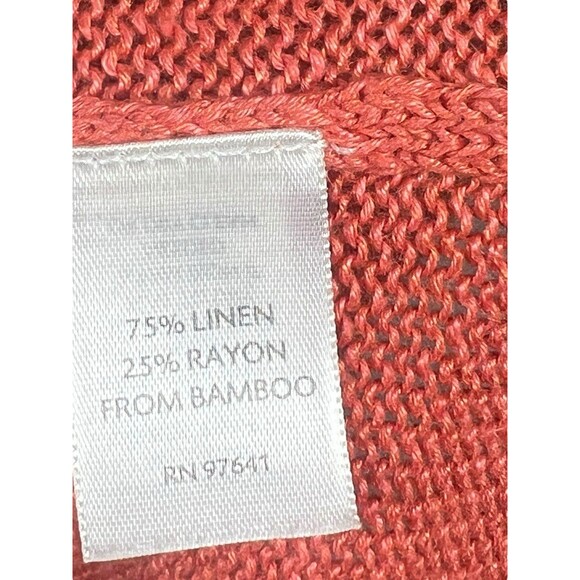 75% LINEN
25% RAYON
FROM BAMBOO
RN 97641